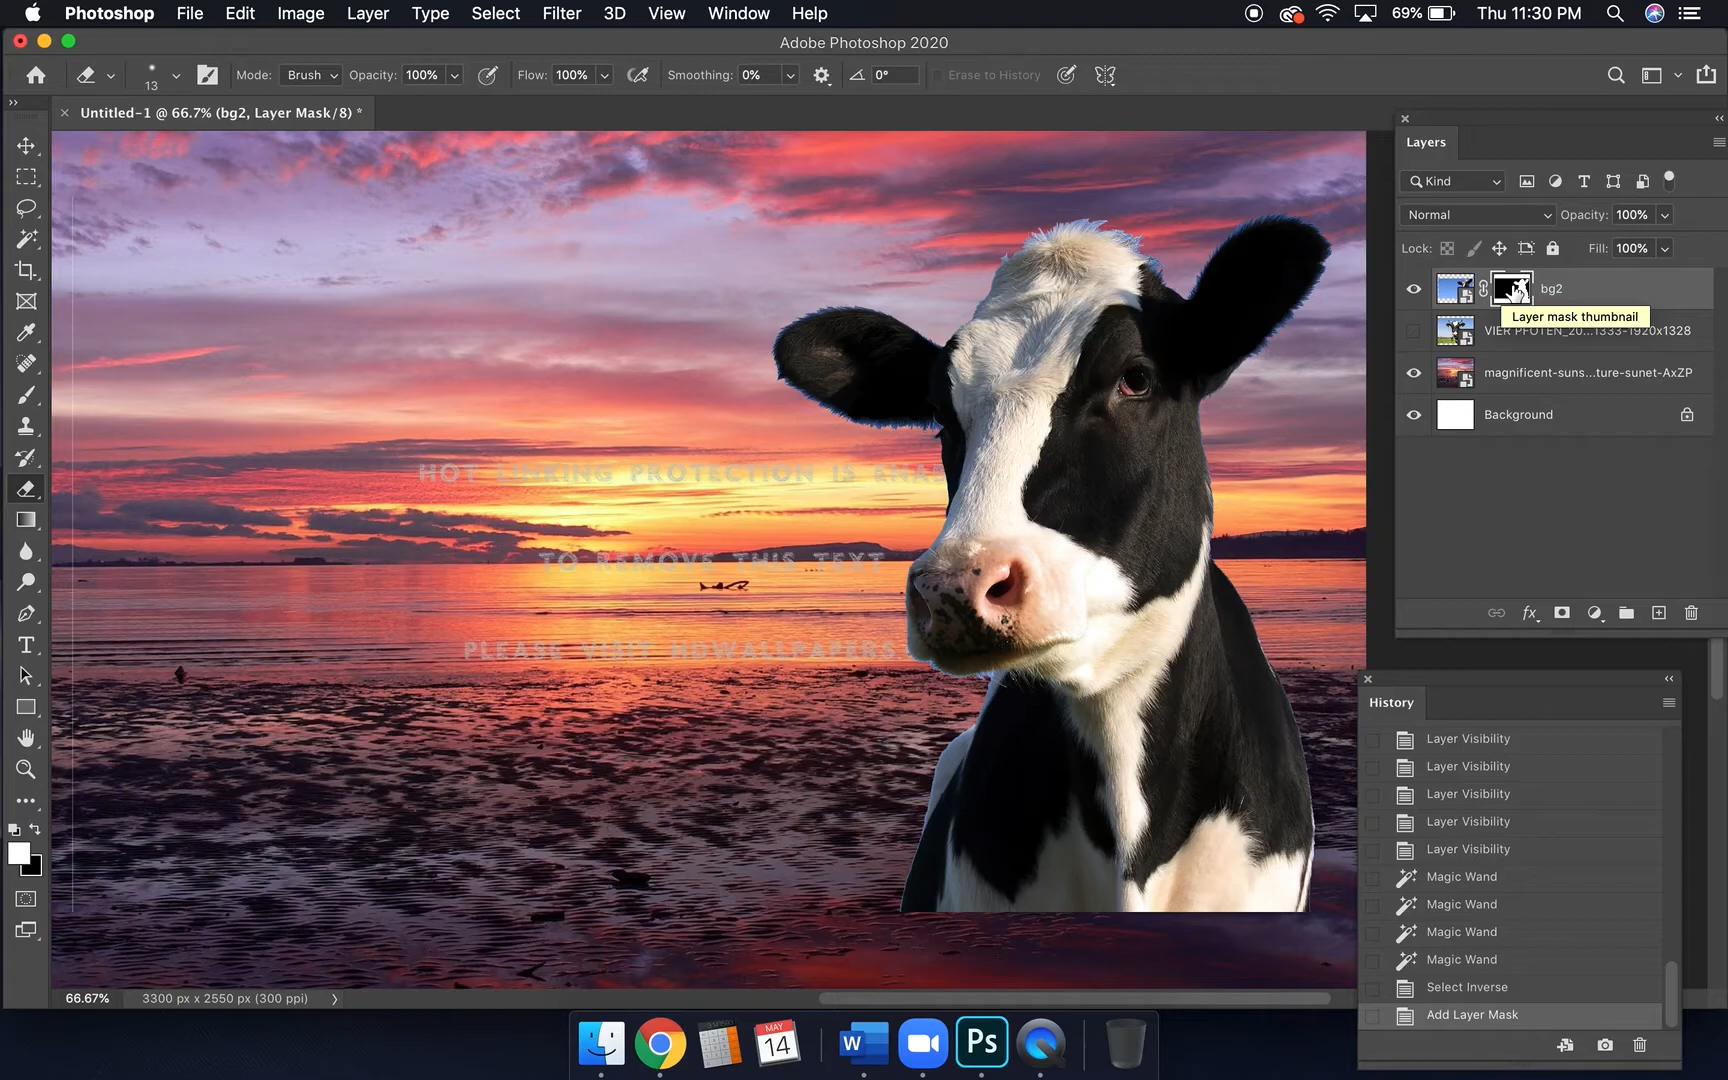 Photoshop File Edit Image Layer Type Select Filter 3D View Window Help 69% Thu 11:30 PM
Adobe Photoshop 2020
13 Mode: Brush Opacity: 100% Flow: 100% Smoothing: 0% 0° Erase to History
Untitled-1 @ 66.7% (bg2, Layer Mask/8) *
Layers
Kind
Normal Opacity: 100%
Lock: Fill: 100%
bg2
Layer mask thumbnail
VIER PFOTEN_20...1333-1920x1328
magnificent-suns...ture-sunet-AxZP
Background
HOT LINKING PROTECTION IS ENAB
TO REMOVE THIS TEXT
PLEASE VISIT HDWALLPAPERS
History
Layer Visibility
Layer Visibility
Layer Visibility
Layer Visibility
Layer Visibility
Magic Wand
Magic Wand
Magic Wand
Magic Wand
Select Inverse
Add Layer Mask
66.67% 3300 px x 2550 px (300 ppi)
MAY
14
W
Ps